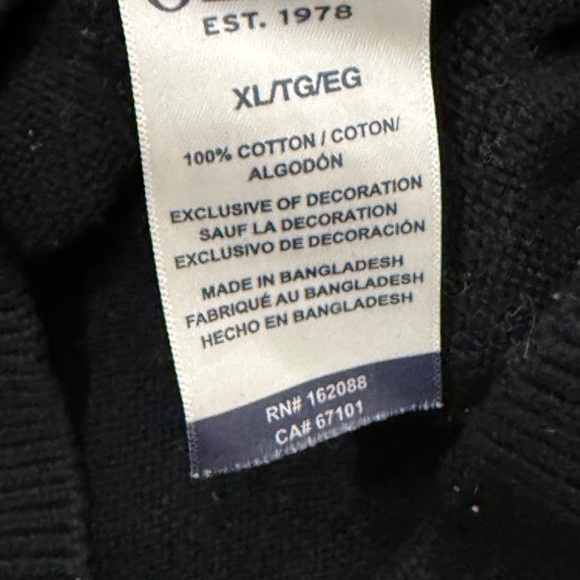 EST. 1978
XL/TG/EG
100% COTTON / COTON/
ALGODÓN
EXCLUSIVE OF DECORATION
SAUF LA DECORATION
EXCLUSIVO DE DECORACIÓN
MADE IN BANGLADESH
FABRIQUÉ AU BANGLADESH
HECHO EN BANGLADESH
RN# 162088
CA# 67101